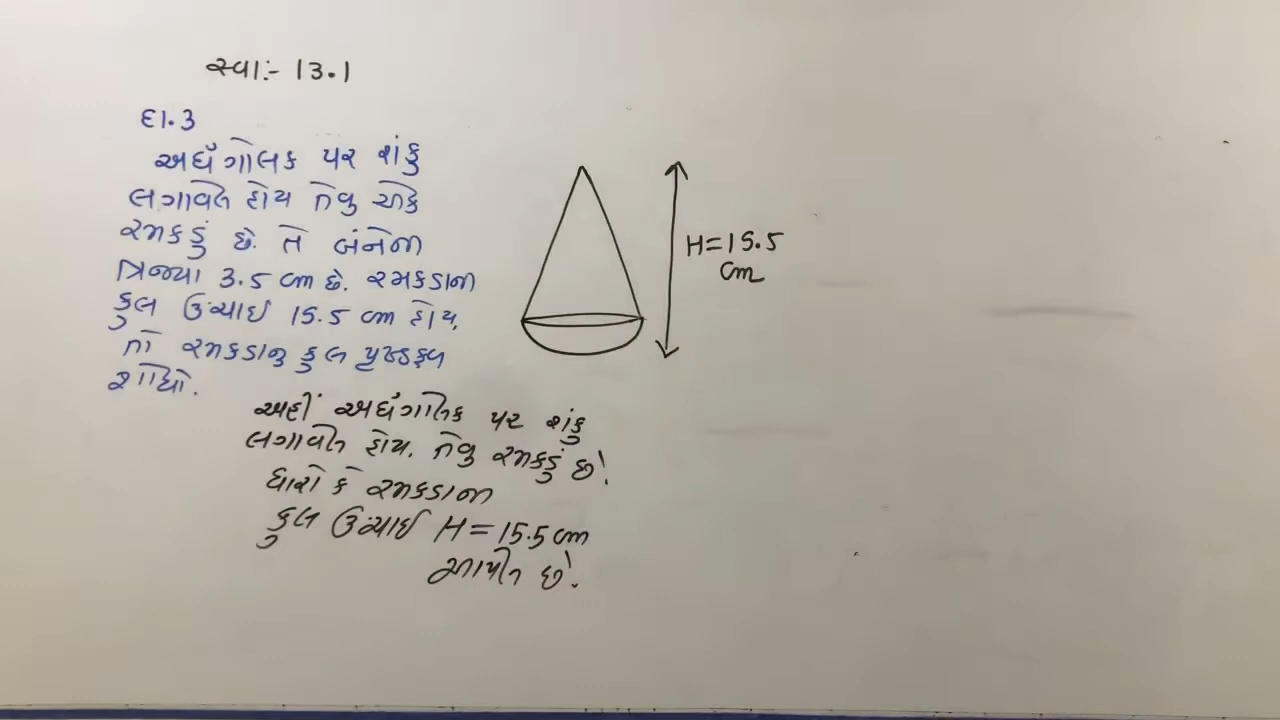 સ્વા:- 13.1
દા.3
અર્ધગોલક પર શંકુ
લગાવેલ હોય તેવુ એક
રમકડું છે. તે બંનેના
ત્રિજ્યા 3.5 cm છે. રમકડાના
કુલ ઉંચાઇ 15.5 cm હોય,
તો રમકડાનુ કુલ પૃષ્ઠફળ
શોધો.
H=15.5
cm
અહીં અર્ધગોલક પર શંકુ
લગાવેલ હોય. તેવુ રમકડું છે.
ધારો કે રમકડાના
કુલ ઉંચાઇ H=15.5 cm
આપેલ છે.